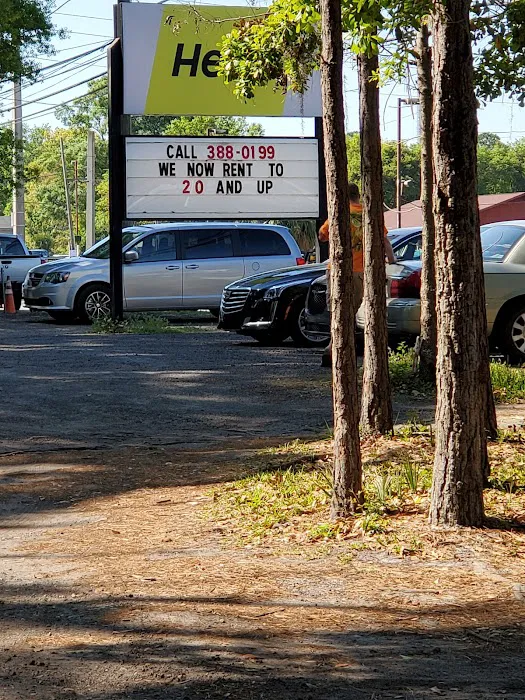 He
CALL 388-0199
WE NOW RENT TO
20 AND UP